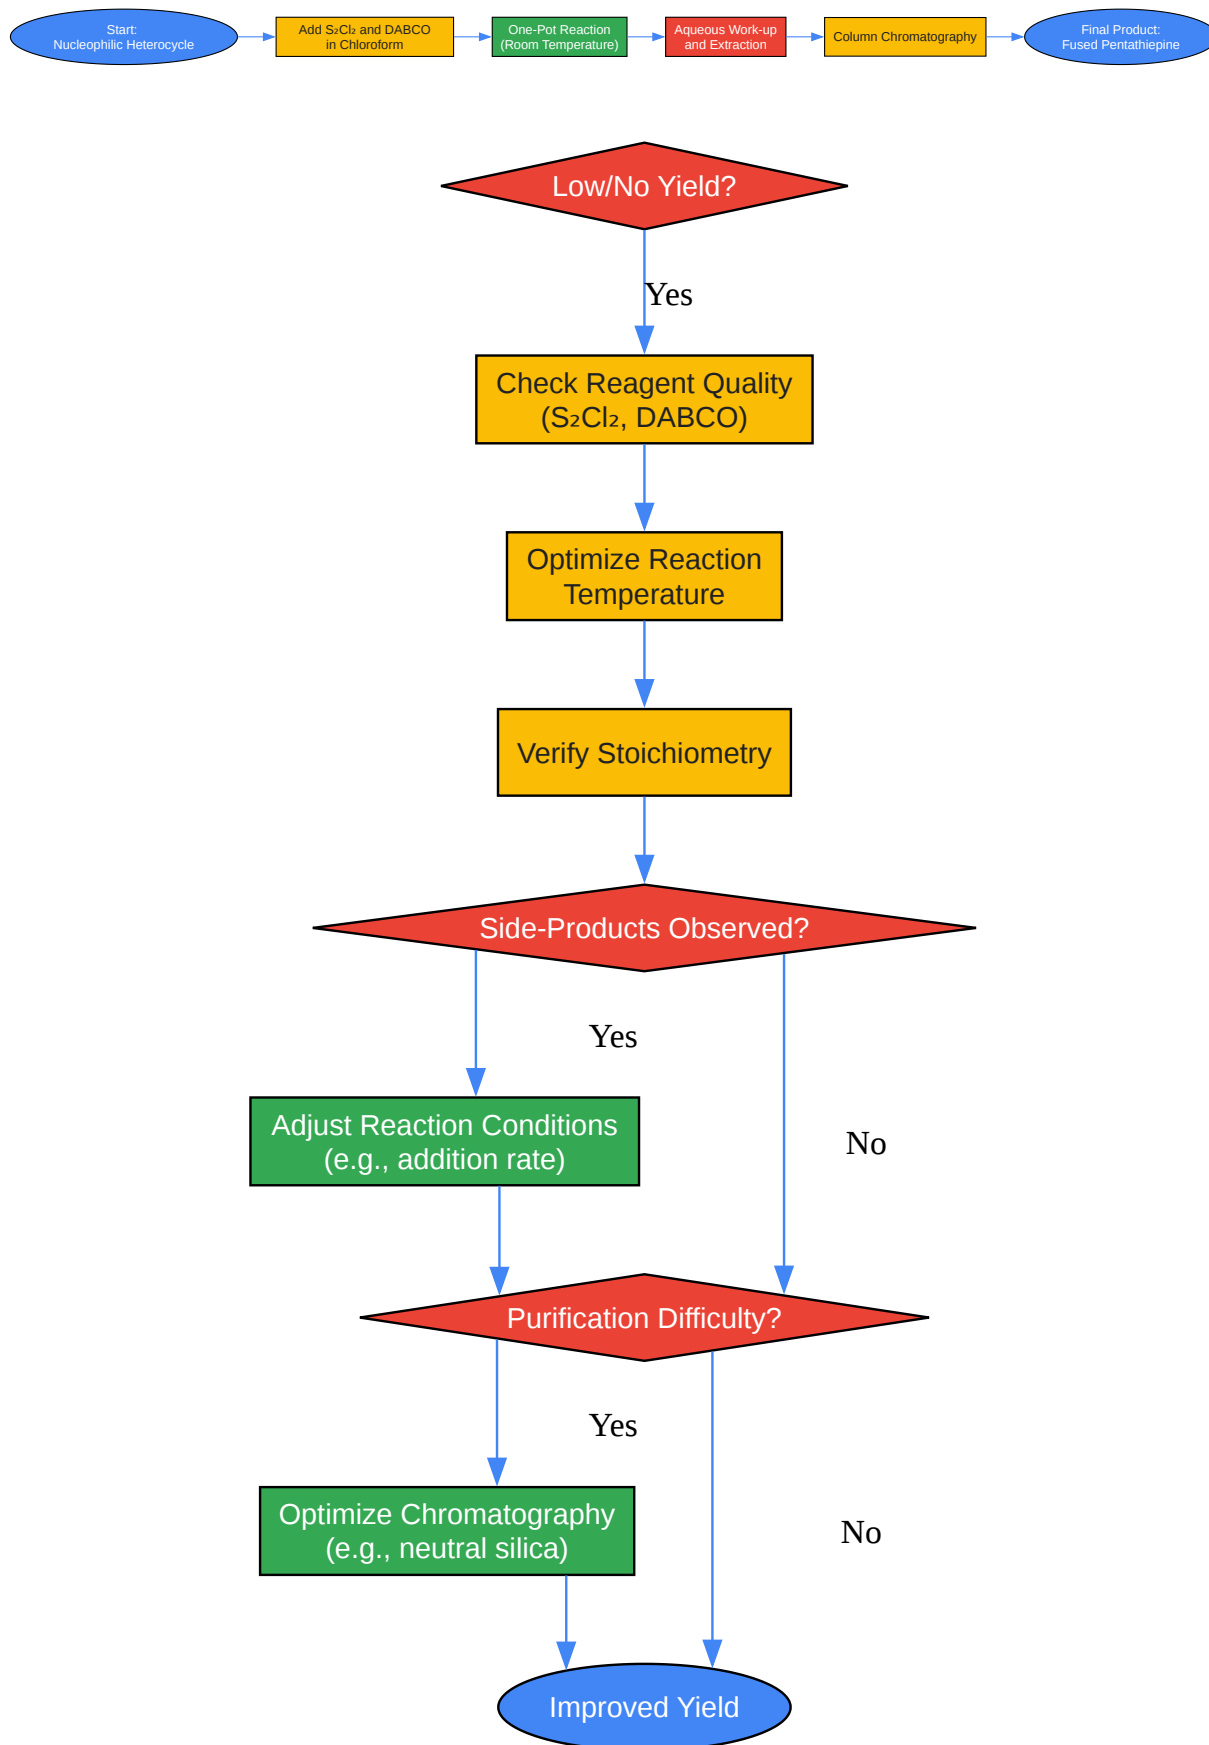 Start:
Nucleophilic Heterocycle
Add S₂Cl₂ and DABCO
in Chloroform
One-Pot Reaction
(Room Temperature)
Aqueous Work-up
and Extraction
Column Chromatography
Final Product:
Fused Pentathiepine
Low/No Yield?
Yes
Check Reagent Quality
(S₂Cl₂, DABCO)
Optimize Reaction
Temperature
Verify Stoichiometry
Side-Products Observed?
Yes
Adjust Reaction Conditions
(e.g., addition rate)
No
Purification Difficulty?
Yes
Optimize Chromatography
(e.g., neutral silica)
No
Improved Yield